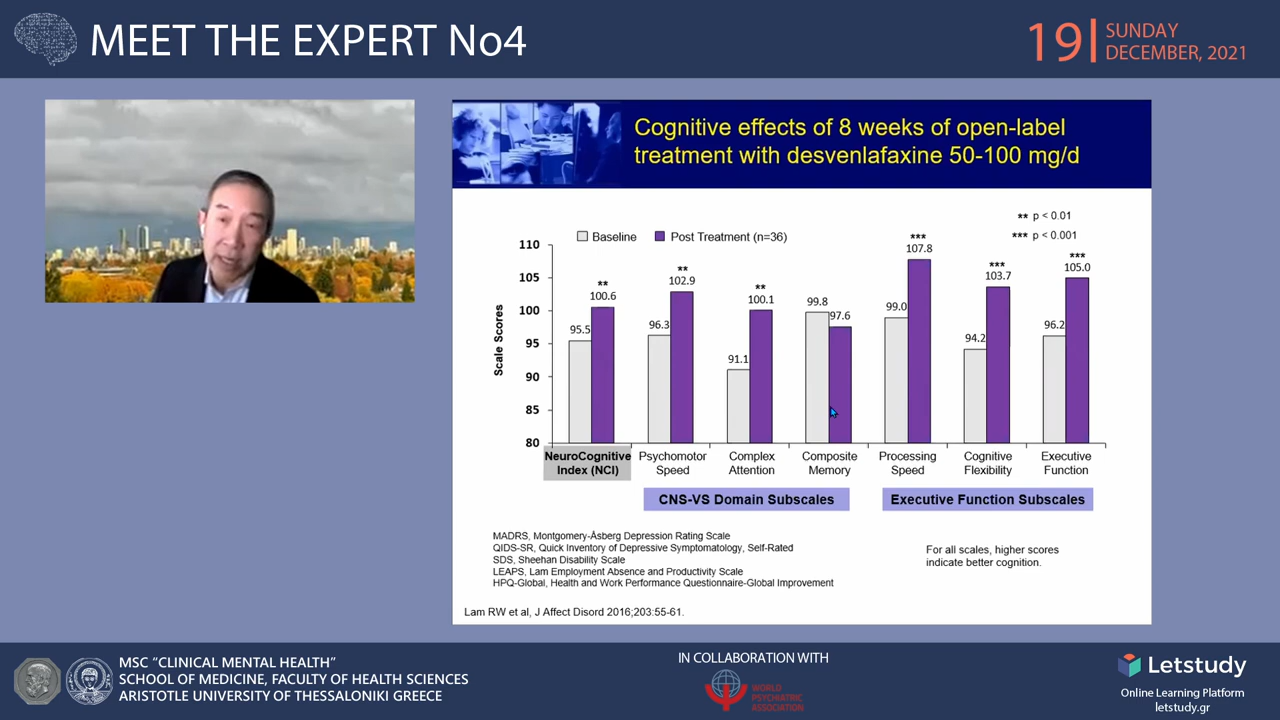 MEET THE EXPERT No4
19
SUNDAY
DECEMBER, 2021
Cognitive effects of 8 weeks of open-label
treatment with desvenlafaxine 50-100 mg/d
** p < 0.01
*** p < 0.001
Baseline
Post Treatment (n=36)
Scale Scores
110
105
100
95
90
85
80
95.5
** 
100.6
96.3
**
102.9
91.1
**
100.1
99.8
97.6
99.0
***
107.8
94.2
***
103.7
96.2
***
105.0
NeuroCognitive
Index (NCI)
Psychomotor
Speed
Complex
Attention
Composite
Memory
Processing
Speed
Cognitive
Flexibility
Executive
Function
CNS-VS Domain Subscales
Executive Function Subscales
MADRS, Montgomery-Åsberg Depression Rating Scale
QIDS-SR, Quick Inventory of Depressive Symptomatology, Self-Rated
SDS, Sheehan Disability Scale
LEAPS, Lam Employment Absence and Productivity Scale
HPQ-Global, Health and Work Performance Questionnaire-Global Improvement
For all scales, higher scores
indicate better cognition.
Lam RW et al, J Affect Disord 2016;203:55-61.
MSC “CLINICAL MENTAL HEALTH”
SCHOOL OF MEDICINE, FACULTY OF HEALTH SCIENCES
ARISTOTLE UNIVERSITY OF THESSALONIKI GREECE
IN COLLABORATION WITH
WORLD
PSYCHIATRIC
ASSOCIATION
Letstudy
Online Learning Platform
letstudy.gr